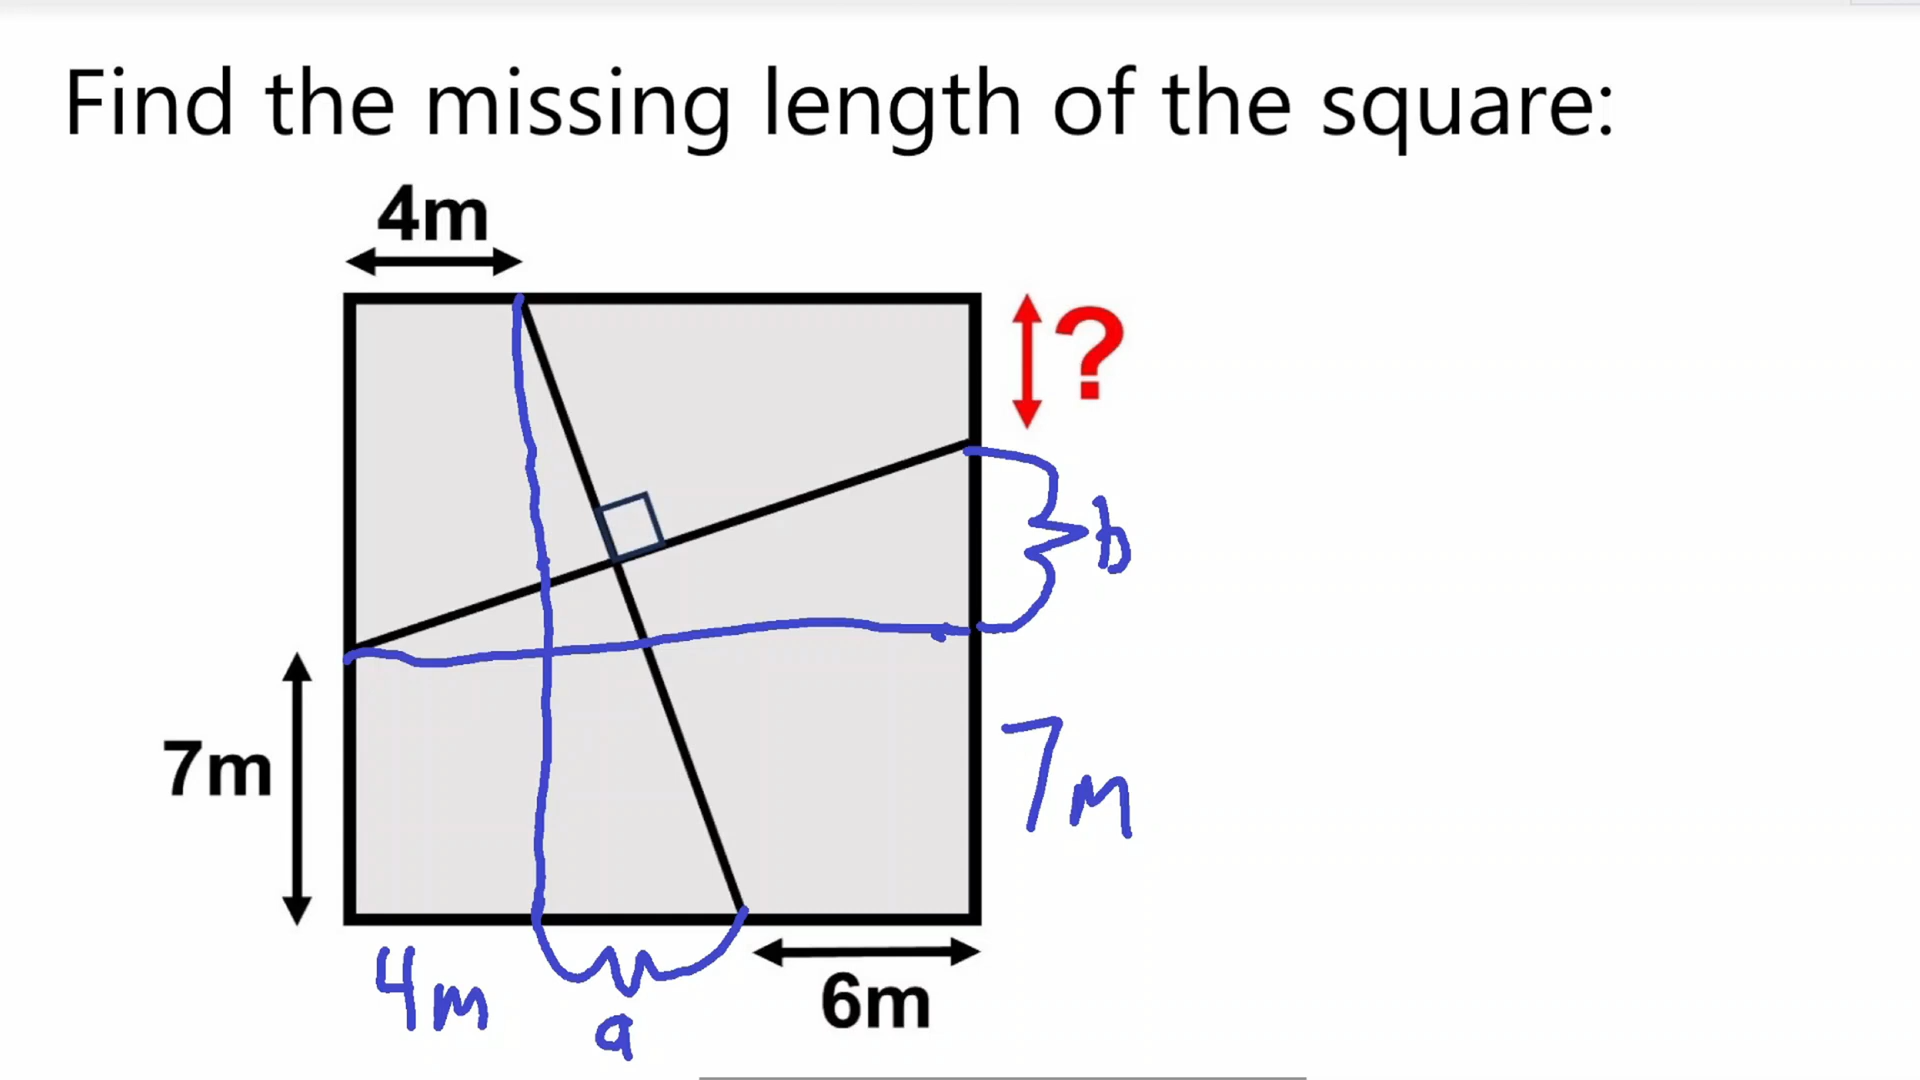 Find the missing length of the square:
4m
?
b
7m
7m
4m
a
6m